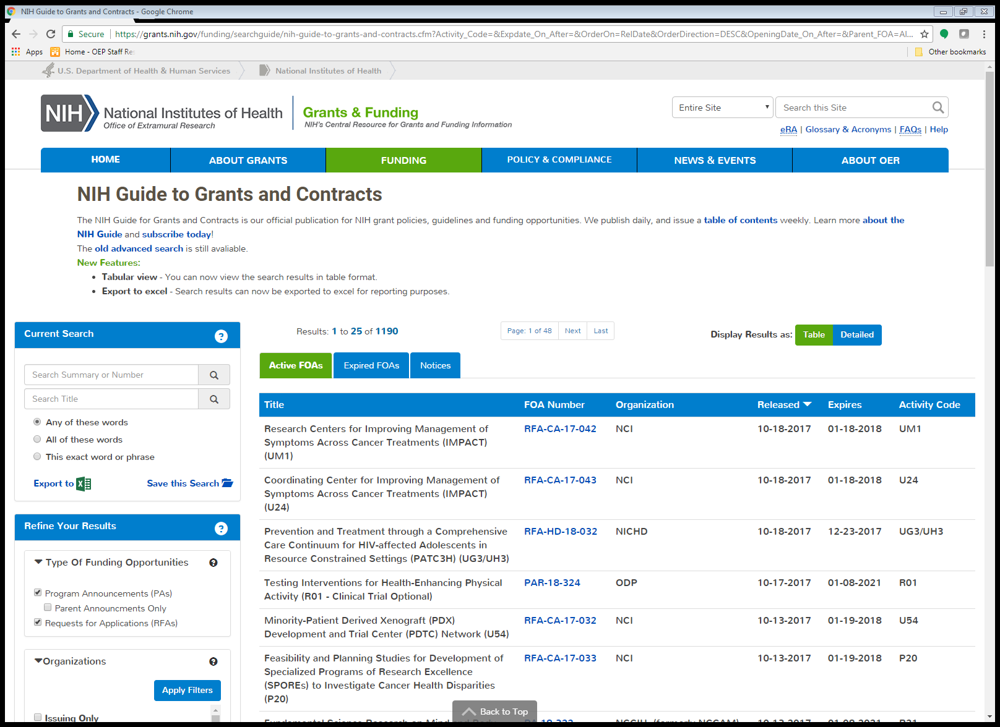 NIH Guide to Grants and Contracts - Google Chrome
Secure https://grants.nih.gov/funding/searchguide/nih-guide-to-grants-and-contracts.cfm?Activity_Code=&Expdate_On_After=&OrderOn=RelDate&OrderDirection=DESC&OpeningDate_On_After=&Parent_FOA=Al...
Apps Home - OEP Staff Res Other bookmarks
U.S. Department of Health & Human Services National Institutes of Health
NIH National Institutes of Health
Office of Extramural Research
Grants & Funding
NIH's Central Resource for Grants and Funding Information
Entire Site Search this Site
eRA | Glossary & Acronyms | FAQs | Help
HOME ABOUT GRANTS FUNDING POLICY & COMPLIANCE NEWS & EVENTS ABOUT OER
NIH Guide to Grants and Contracts
The NIH Guide for Grants and Contracts is our official publication for NIH grant policies, guidelines and funding opportunities. We publish daily, and issue a table of contents weekly. Learn more about the
NIH Guide and subscribe today!
The old advanced search is still avaliable.
New Features:
• Tabular view - You can now view the search results in table format.
• Export to excel - Search results can now be exported to excel for reporting purposes.
Current Search ?
Search Summary or Number
Search Title
Any of these words
All of these words
This exact word or phrase
Export to Save this Search
Refine Your Results ?
Type Of Funding Opportunities ?
Program Announcements (PAs)
Parent Announcments Only
Requests for Applications (RFAs)
Organizations ?
Apply Filters
Issuing Only
Results: 1 to 25 of 1190 Page: 1 of 48 Next Last Display Results as: Table Detailed
Active FOAs Expired FOAs Notices
Title FOA Number Organization Released Expires Activity Code
Research Centers for Improving Management of RFA-CA-17-042 NCI 10-18-2017 01-18-2018 UM1
Symptoms Across Cancer Treatments (IMPACT)
(UM1)
Coordinating Center for Improving Management of RFA-CA-17-043 NCI 10-18-2017 01-18-2018 U24
Symptoms Across Cancer Treatments (IMPACT)
(U24)
Prevention and Treatment through a Comprehensive RFA-HD-18-032 NICHD 10-18-2017 12-23-2017 UG3/UH3
Care Continuum for HIV-affected Adolescents in
Resource Constrained Settings (PATC3H) (UG3/UH3)
Testing Interventions for Health-Enhancing Physical PAR-18-324 ODP 10-17-2017 01-08-2021 R01
Activity (R01 - Clinical Trial Optional)
Minority-Patient Derived Xenograft (PDX) RFA-CA-17-032 NCI 10-13-2017 01-19-2018 U54
Development and Trial Center (PDTC) Network (U54)
Feasibility and Planning Studies for Development of RFA-CA-17-033 NCI 10-13-2017 01-19-2018 P20
Specialized Programs of Research Excellence
(SPOREs) to Investigate Cancer Health Disparities
(P20)
Back to Top